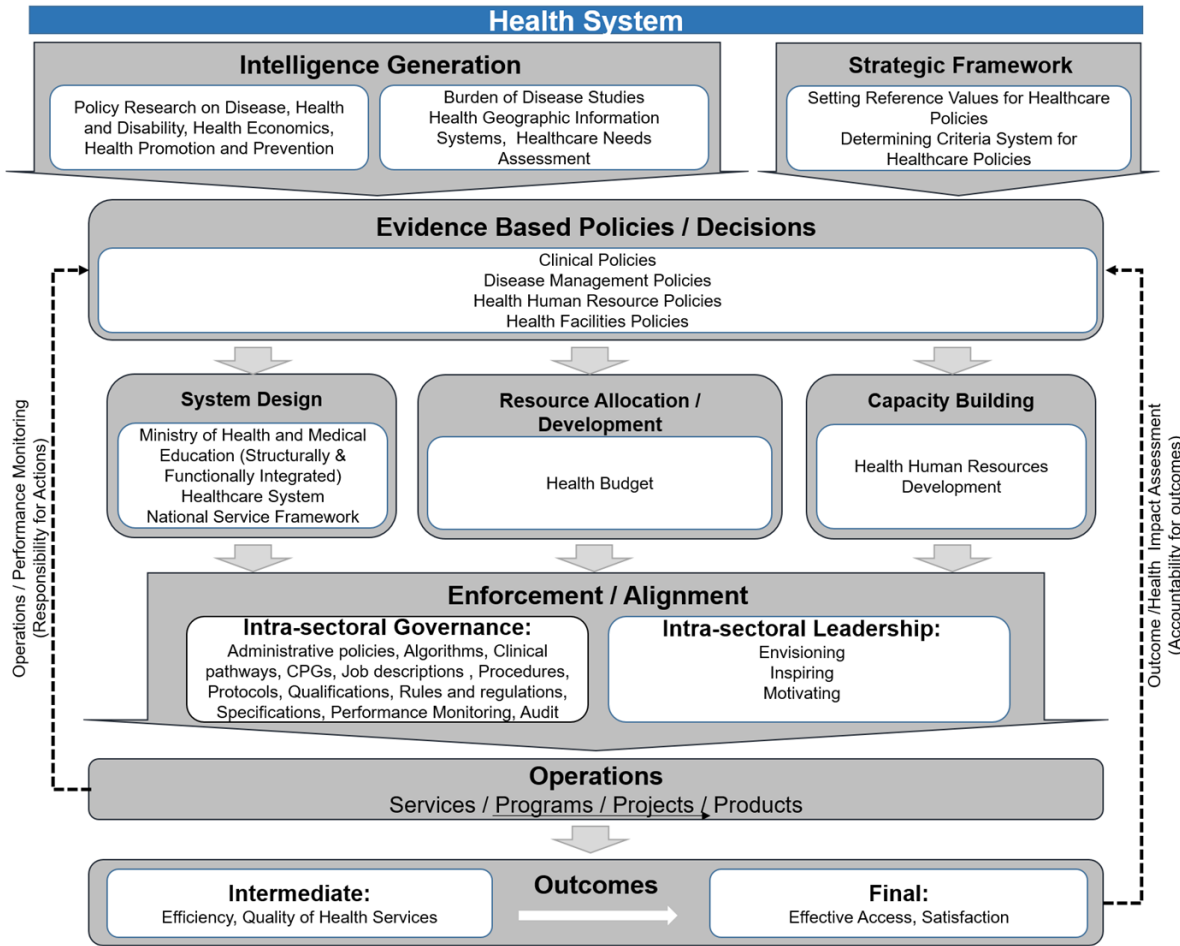 Health System
Intelligence Generation
Policy Research on Disease, Health
and Disability, Health Economics,
Health Promotion and Prevention
Burden of Disease Studies
Health Geographic Information
Systems, Healthcare Needs
Assessment
Strategic Framework
Setting Reference Values for Healthcare
Policies
Determining Criteria System for
Healthcare Policies
Evidence Based Policies / Decisions
Clinical Policies
Disease Management Policies
Health Human Resource Policies
Health Facilities Policies
System Design
Ministry of Health and Medical
Education (Structurally &
Functionally Integrated)
Healthcare System
National Service Framework
Resource Allocation /
Development
Health Budget
Capacity Building
Health Human Resources
Development
Operations / Performance Monitoring
(Responsibility for Actions)
Outcome /Health Impact Assessment
(Accountability for outcomes)
Enforcement / Alignment
Intra-sectoral Governance:
Administrative policies, Algorithms, Clinical
pathways, CPGs, Job descriptions , Procedures,
Protocols, Qualifications, Rules and regulations,
Specifications, Performance Monitoring, Audit
Intra-sectoral Leadership:
Envisioning
Inspiring
Motivating
Operations
Services / Programs / Projects / Products
Outcomes
Intermediate:
Efficiency, Quality of Health Services
Final:
Effective Access, Satisfaction